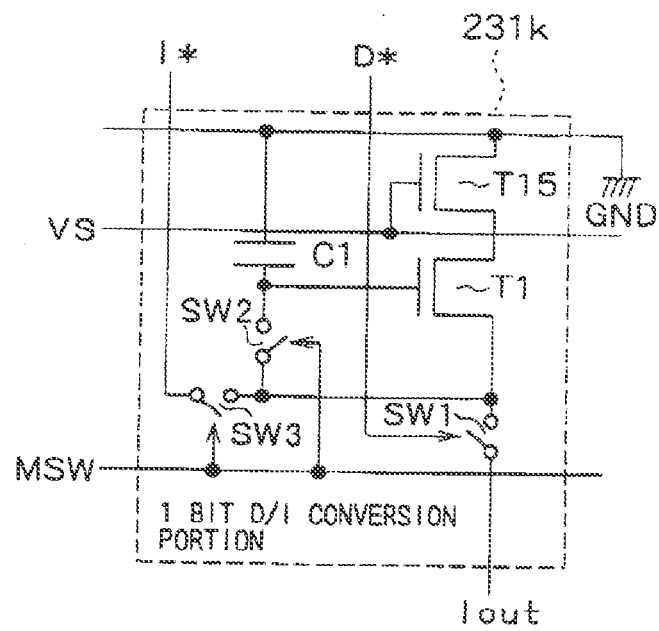 231k
I*
D*
T15
GND
VS
C1
T1
SW2
SW1
SW3
MSW
1 BIT D/I CONVERSION
PORTION
Iout